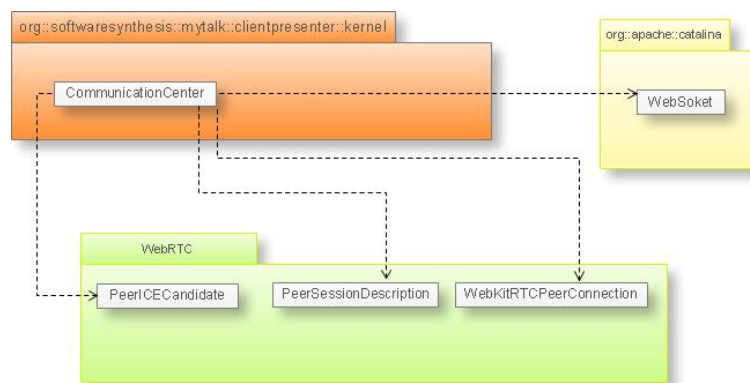 org::softwaresynthesis::mytalk::clientpresenter::kernel
org::apache::catalina
CommunicationCenter
WebSoket
WebRTC
PeerICECandidate
PeerSessionDescription
WebKitRTCPeerConnection